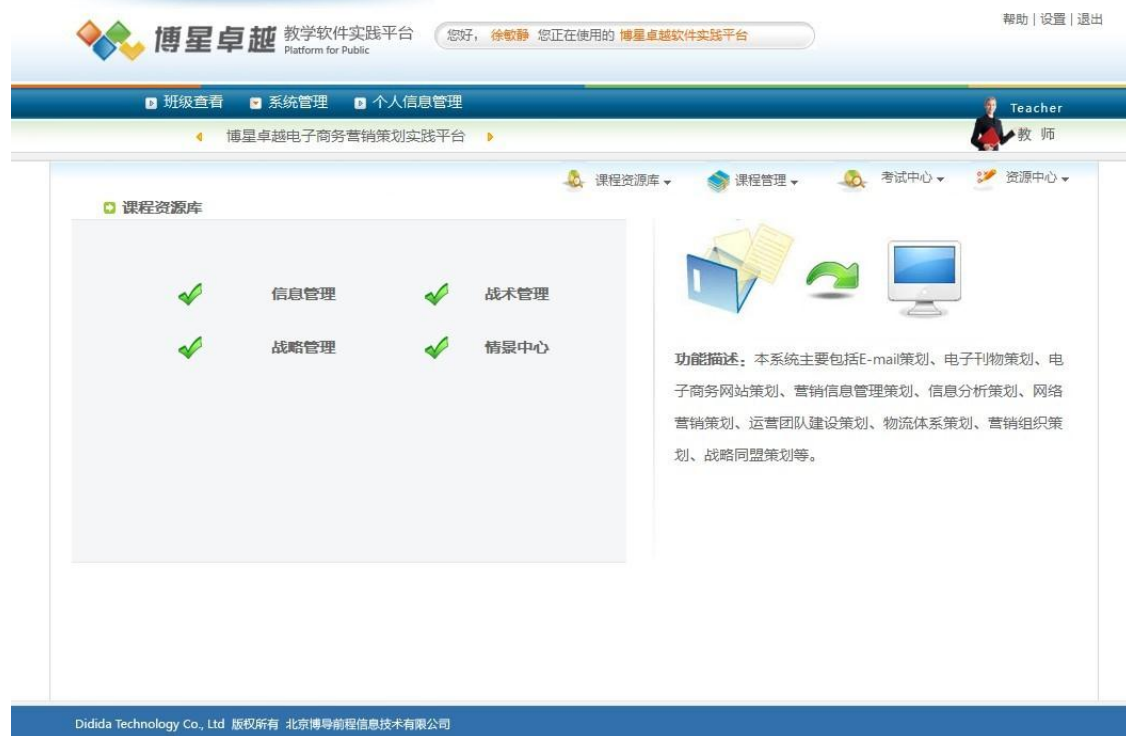 帮助 | 设置 | 退出
博星卓越 教学软件实践平台
Platform for Public
您好，徐敏静 您正在使用的 博星卓越软件实践平台
班级查看 系统管理 个人信息管理
Teacher
博星卓越电子商务营销策划实践平台
教 师
课程资源库 课程管理 考试中心 资源中心
课程资源库
信息管理 战术管理
战略管理 情景中心
功能描述：本系统主要包括E-mail策划、电子刊物策划、电
子商务网站策划、营销信息管理策划、信息分析策划、网络
营销策划、运营团队建设策划、物流体系策划、营销组织策
划、战略同盟策划等。
Didida Technology Co., Ltd 版权所有 北京博导前程信息技术有限公司